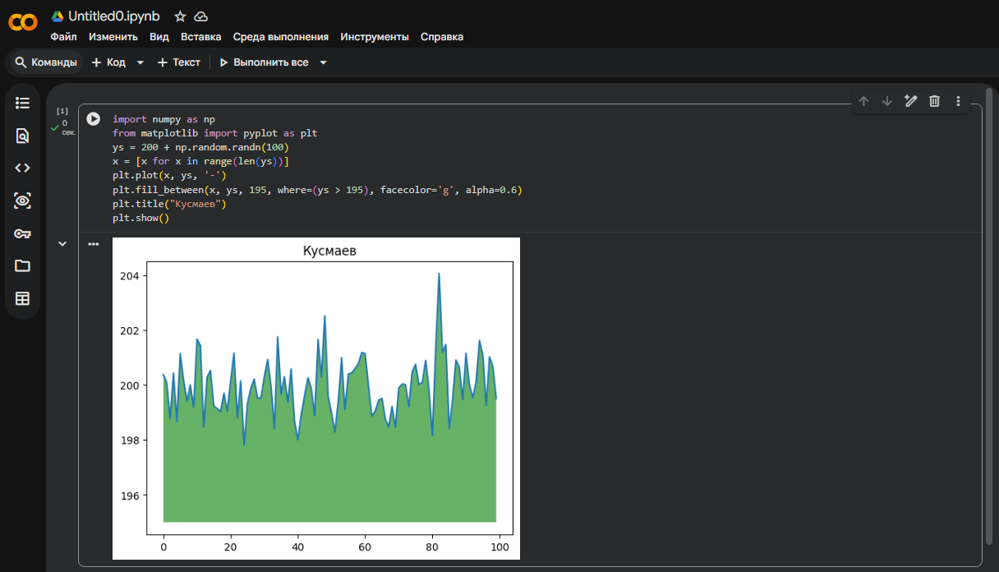 Untitled0.ipynb
Файл Изменить Вид Вставка Среда выполнения Инструменты Справка
Команды + Код + Текст Выполнить все
[1]
0
сек.
import numpy as np
from matplotlib import pyplot as plt
ys = 200 + np.random.randn(100)
x = [x for x in range(len(ys))]
plt.plot(x, ys, '-')
plt.fill_between(x, ys, 195, where=(ys > 195), facecolor='g', alpha=0.6)
plt.title("Кусмаев")
plt.show()
Кусмаев
204
202
200
198
196
0 20 40 60 80 100